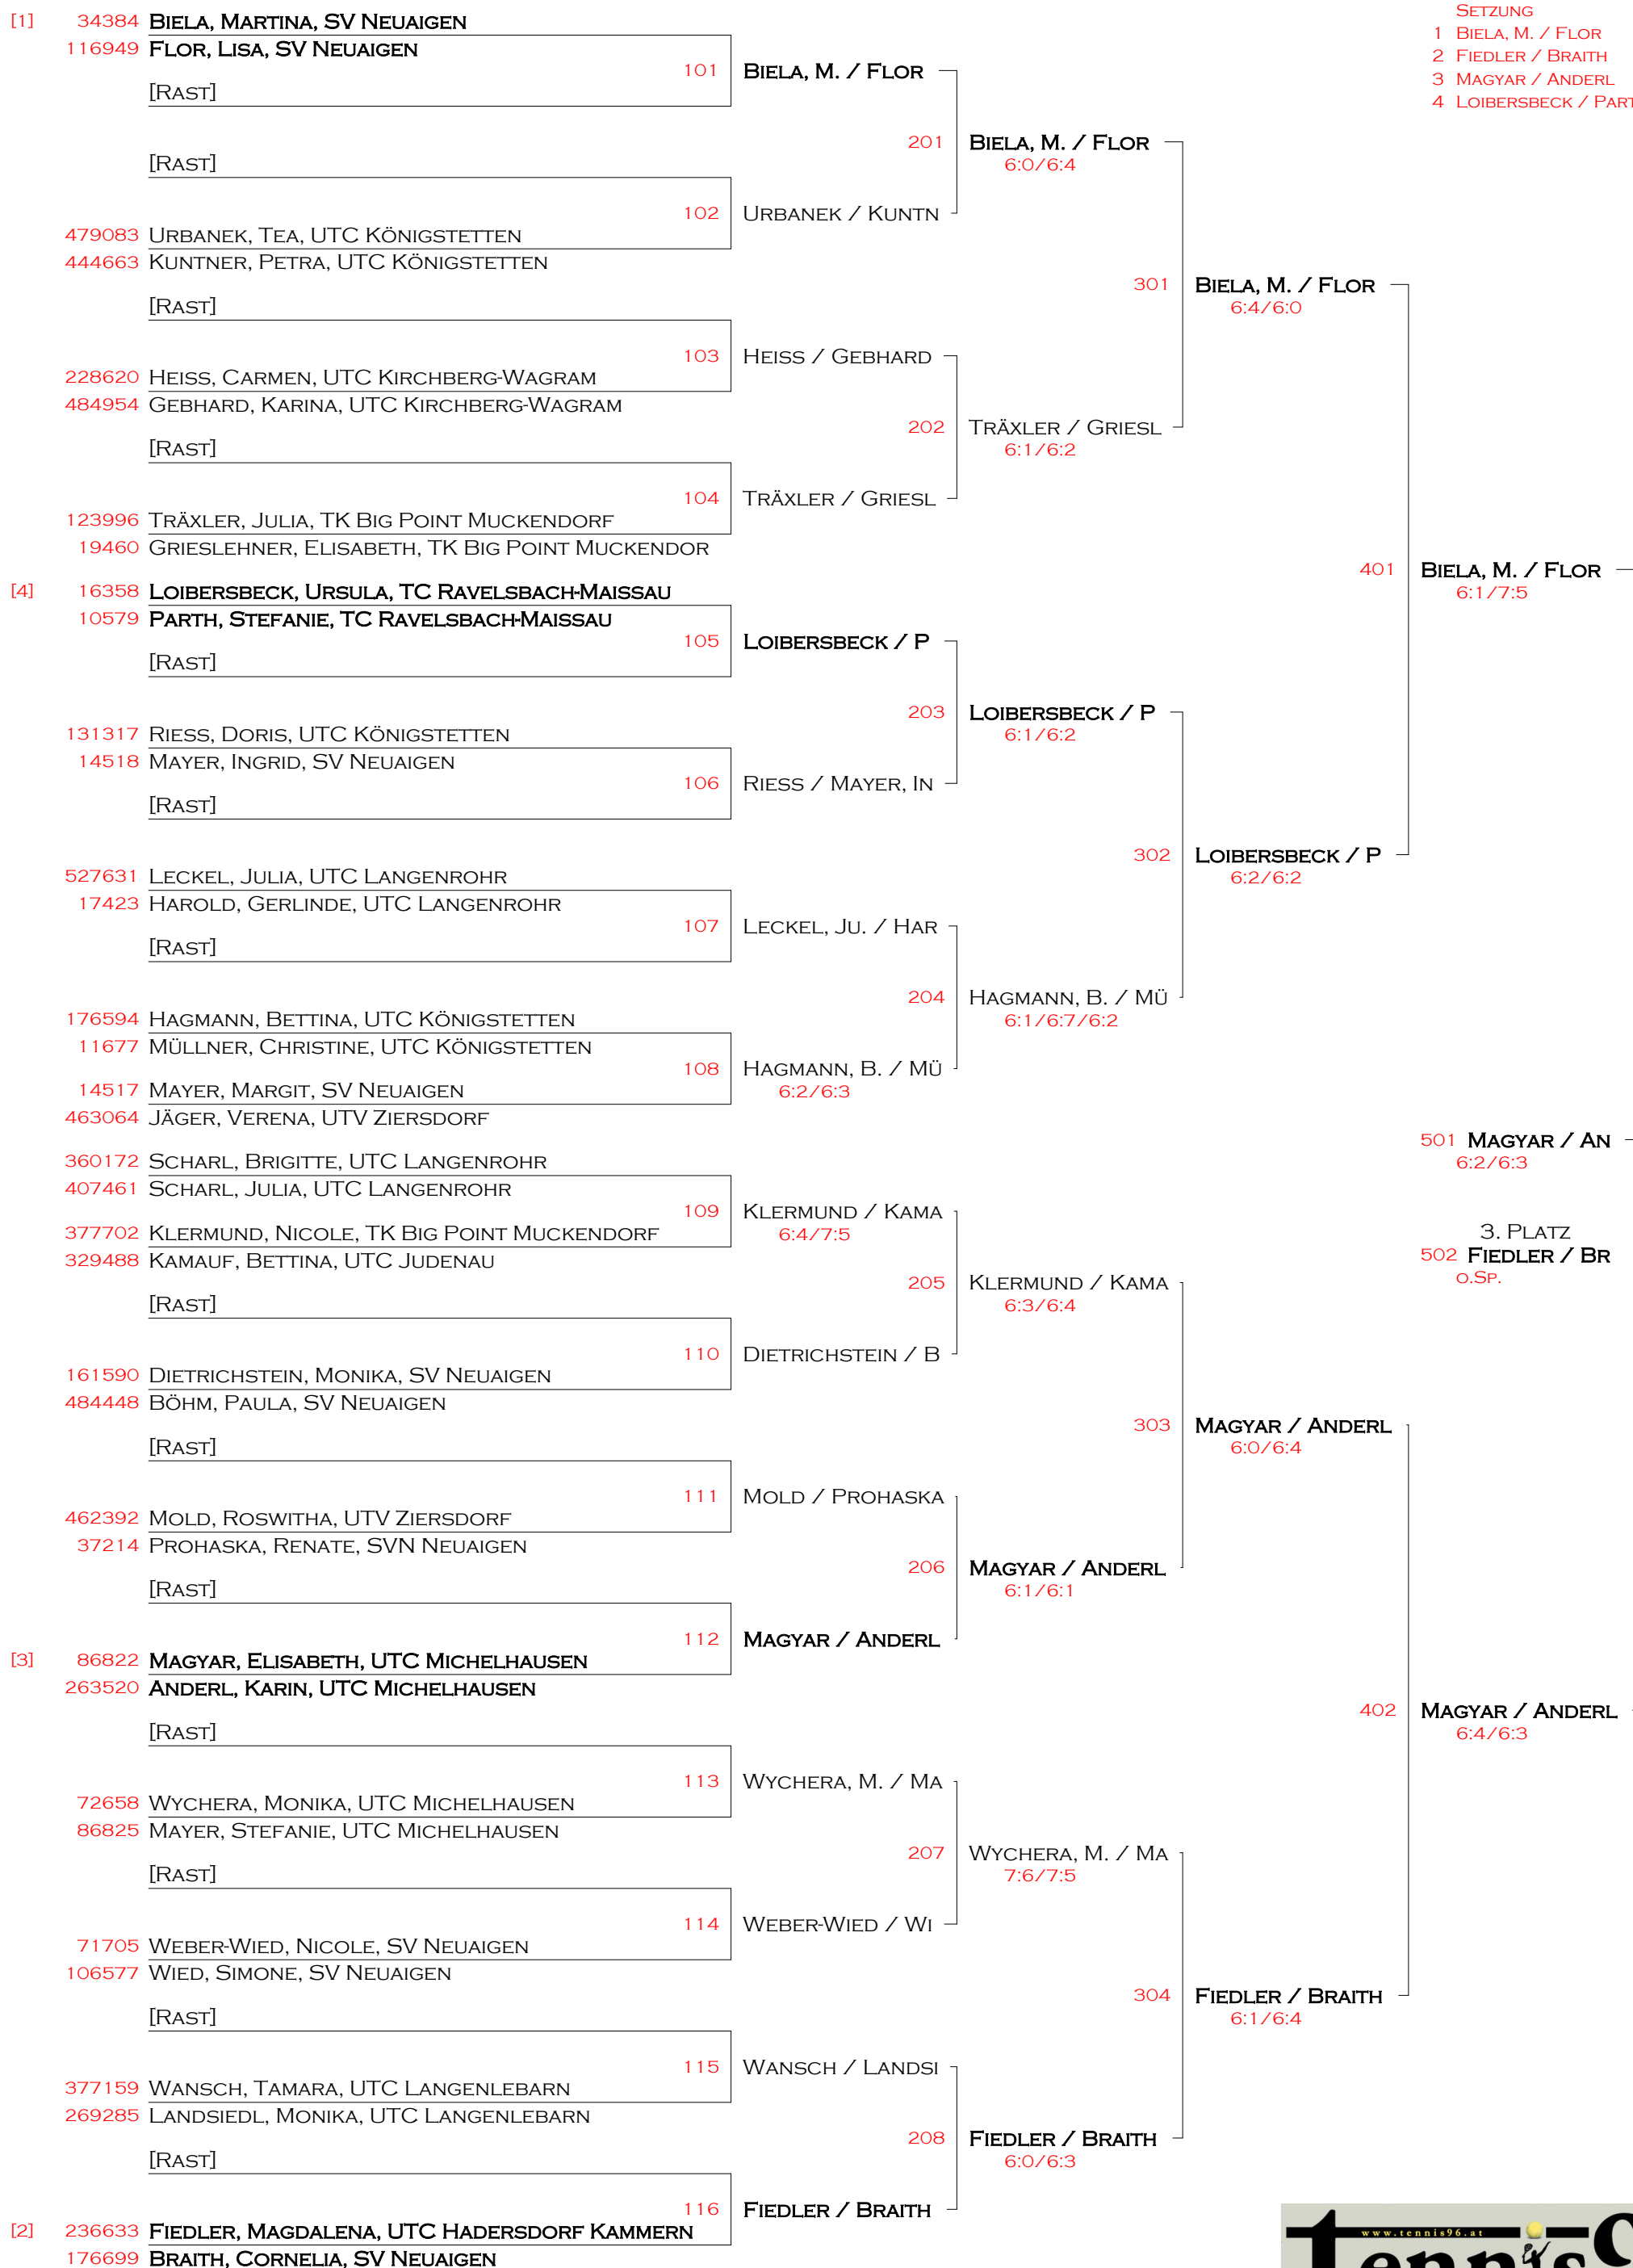 [1] 34384 Biela, Martina, SV Neuaigen
116949 Flor, Lisa, SV Neuaigen
101 Biela, M. / Flor
[Rast]
Setzung
1 Biela, M. / Flor
2 Fiedler / Braith
3 Magyar / Anderl
4 Loibersbeck / Part
201 Biela, M. / Flor
6:0/6:4
[Rast]
102 Urbanek / Kuntn
479083 Urbanek, Tea, UTC Königstetten
444663 Kuntner, Petra, UTC Königstetten
301 Biela, M. / Flor
6:4/6:0
[Rast]
103 Heiss / Gebhard
228620 Heiss, Carmen, UTC Kirchberg-Wagram
484954 Gebhard, Karina, UTC Kirchberg-Wagram
202 Träxler / Griesl
6:1/6:2
[Rast]
104 Träxler / Griesl
123996 Träxler, Julia, TK Big Point Muckendorf
19460 Grieslehner, Elisabeth, TK Big Point Muckendor
401 Biela, M. / Flor
6:1/7:5
[4] 16358 Loibersbeck, Ursula, TC Ravelsbach-Maissau
10579 Parth, Stefanie, TC Ravelsbach-Maissau
105 Loibersbeck / P
[Rast]
203 Loibersbeck / P
6:1/6:2
131317 Riess, Doris, UTC Königstetten
14518 Mayer, Ingrid, SV Neuaigen
106 Riess / Mayer, In
[Rast]
302 Loibersbeck / P
6:2/6:2
527631 Leckel, Julia, UTC Langenrohr
17423 Harold, Gerlinde, UTC Langenrohr
107 Leckel, Ju. / Har
[Rast]
204 Hagmann, B. / Mü
6:1/6:7/6:2
176594 Hagmann, Bettina, UTC Königstetten
11677 Müllner, Christine, UTC Königstetten
108 Hagmann, B. / Mü
6:2/6:3
14517 Mayer, Margit, SV Neuaigen
463064 Jäger, Verena, UTV Ziersdorf
501 Magyar / An
6:2/6:3
360172 Scharl, Brigitte, UTC Langenrohr
407461 Scharl, Julia, UTC Langenrohr
109 Klermund / Kama
6:4/7:5
377702 Klermund, Nicole, TK Big Point Muckendorf
329488 Kamauf, Bettina, UTC Judenau
3. Platz
502 Fiedler / Br
o.Sp.
205 Klermund / Kama
6:3/6:4
[Rast]
110 Dietrichstein / B
161590 Dietrichstein, Monika, SV Neuaigen
484448 Böhm, Paula, SV Neuaigen
303 Magyar / Anderl
6:0/6:4
[Rast]
111 Mold / Prohaska
462392 Mold, Roswitha, UTV Ziersdorf
37214 Prohaska, Renate, SVN Neuaigen
206 Magyar / Anderl
6:1/6:1
[Rast]
112 Magyar / Anderl
[3] 86822 Magyar, Elisabeth, UTC Michelhausen
263520 Anderl, Karin, UTC Michelhausen
402 Magyar / Anderl
6:4/6:3
[Rast]
113 Wychera, M. / Ma
72658 Wychera, Monika, UTC Michelhausen
86825 Mayer, Stefanie, UTC Michelhausen
207 Wychera, M. / Ma
7:6/7:5
[Rast]
114 Weber-Wied / Wi
71705 Weber-Wied, Nicole, SV Neuaigen
106577 Wied, Simone, SV Neuaigen
304 Fiedler / Braith
6:1/6:4
[Rast]
115 Wansch / Landsi
377159 Wansch, Tamara, UTC Langenlebarn
269285 Landsiedl, Monika, UTC Langenlebarn
208 Fiedler / Braith
6:0/6:3
[Rast]
116 Fiedler / Braith
[2] 236633 Fiedler, Magdalena, UTC Hadersdorf Kammern
176699 Braith, Cornelia, SV Neuaigen
www.tennis96.at
tennis9